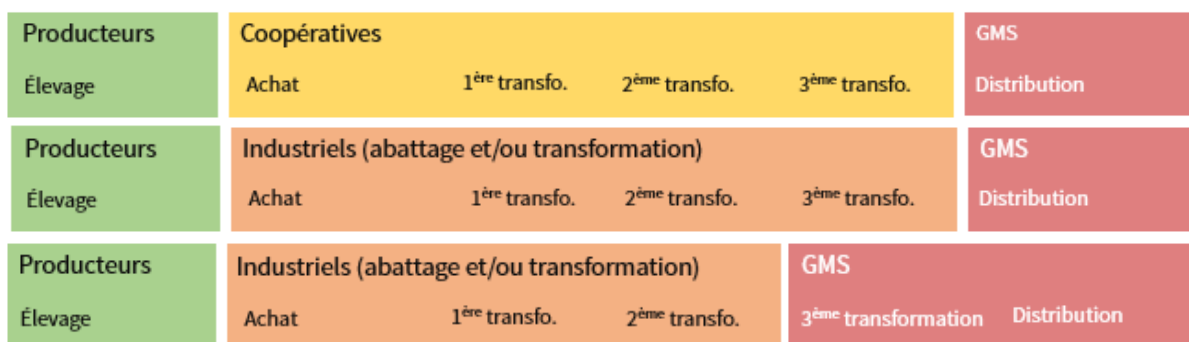 Producteurs Coopératives GMS
Élevage Achat 1ère transfo. 2ème transfo. 3ème transfo. Distribution
Producteurs Industriels (abattage et/ou transformation) GMS
Élevage Achat 1ère transfo. 2ème transfo. 3ème transfo. Distribution
Producteurs Industriels (abattage et/ou transformation) GMS
Élevage Achat 1ère transfo. 2ème transfo. 3ème transformation Distribution